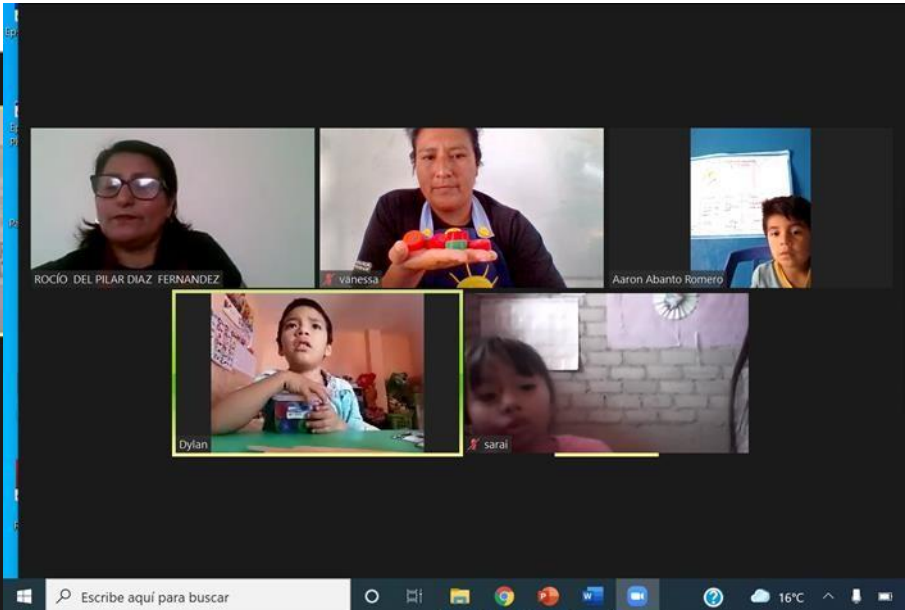 ROCÍO DEL PILAR DIAZ FERNANDEZ
vanessa
Aaron Abanto Romero
Dylan
sarai
Escribe aquí para buscar
16°C